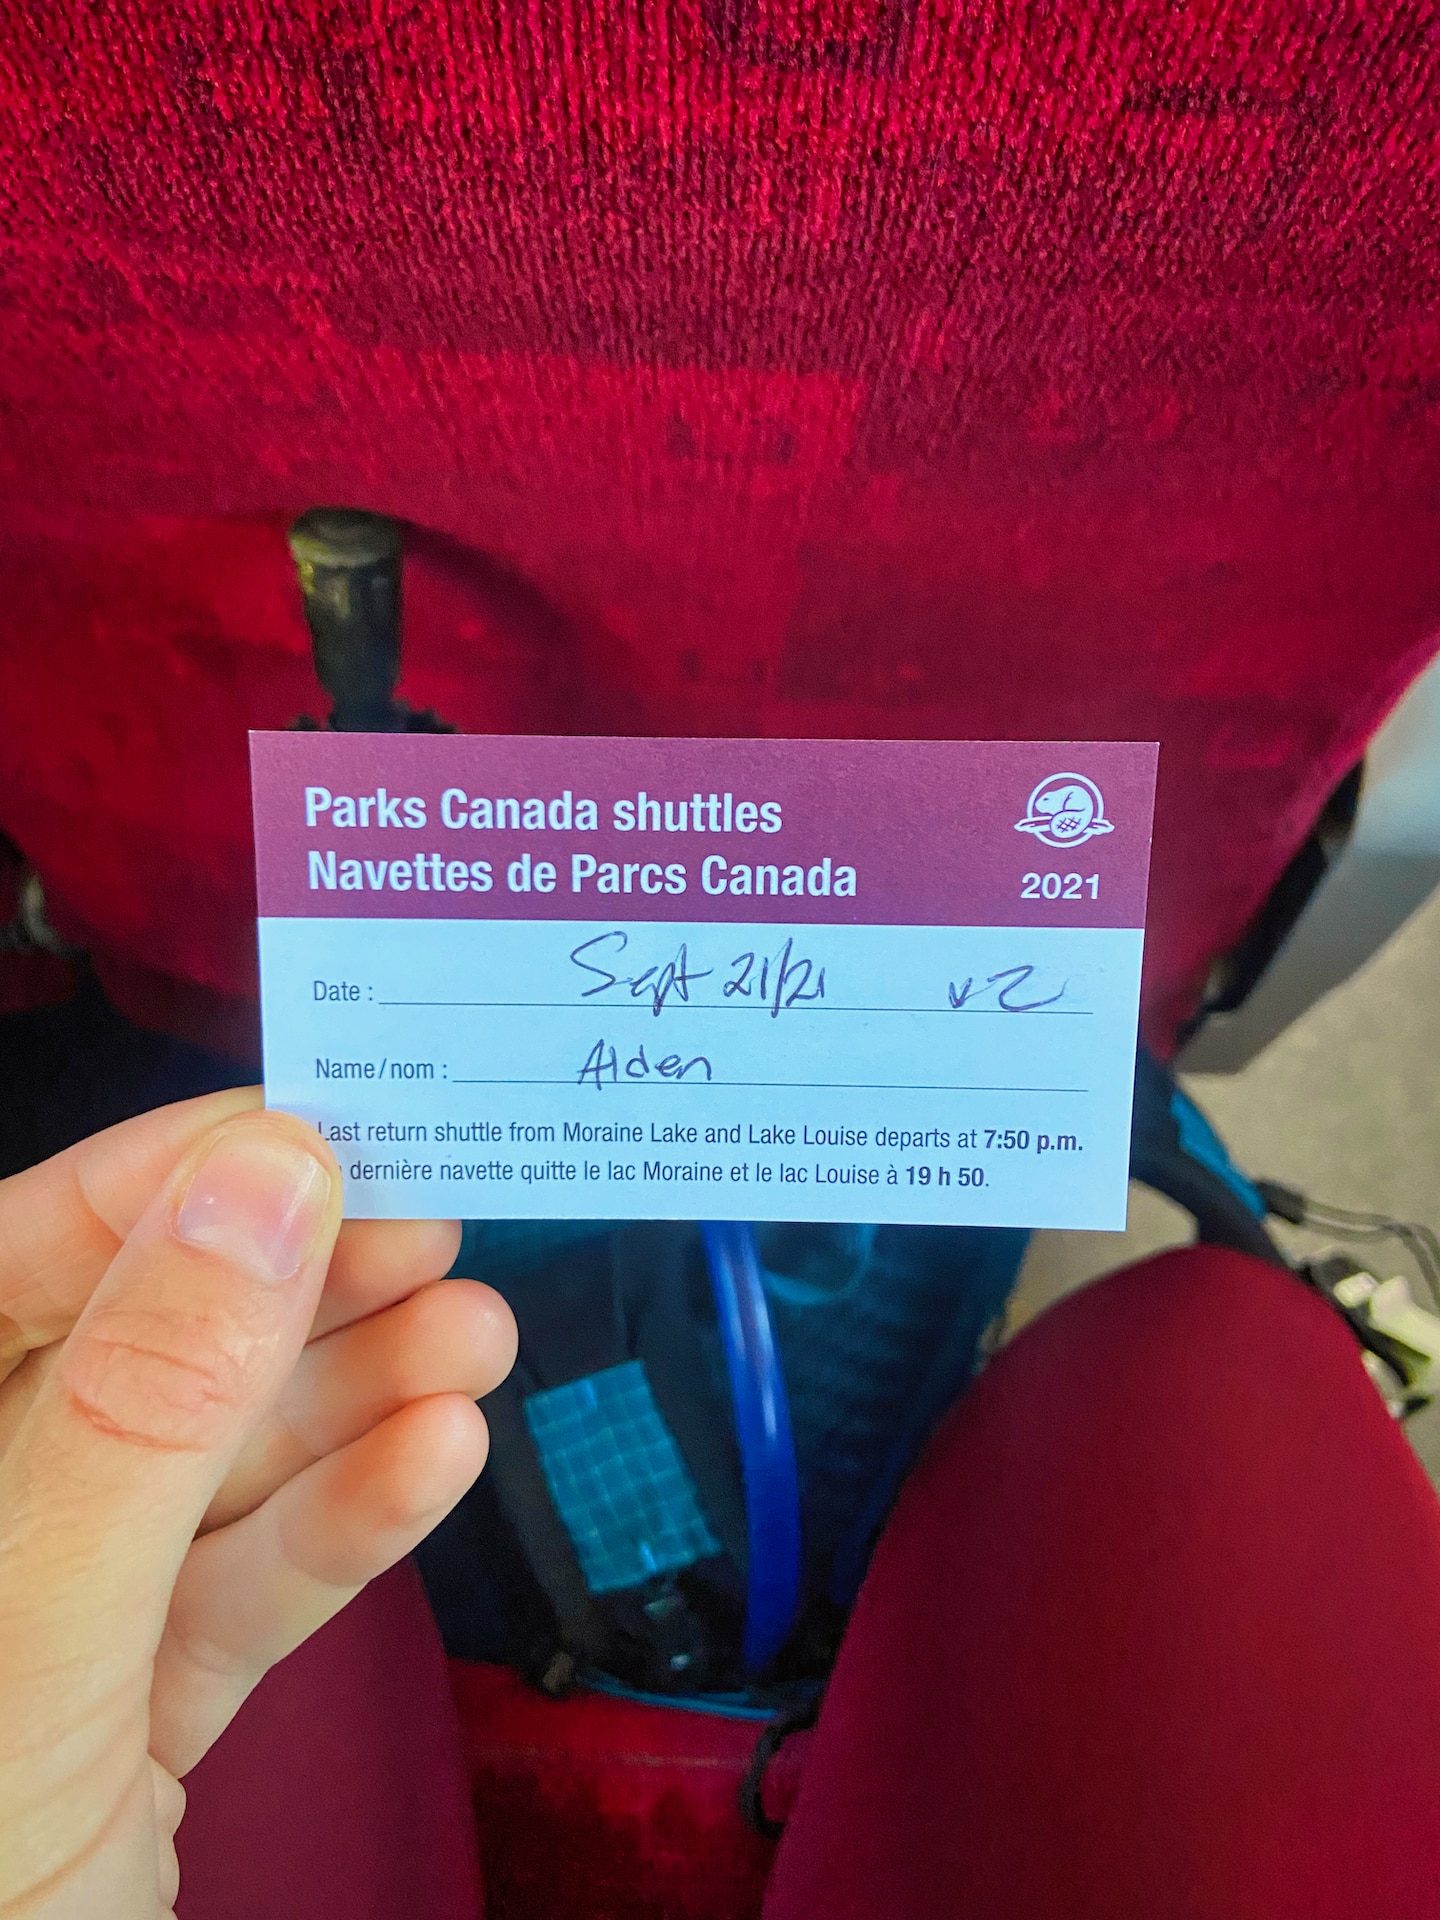 Parks Canada shuttles
Navettes de Parcs Canada
2021
Date : Sept 21/21
Name/nom : Alden
Last return shuttle from Moraine Lake and Lake Louise departs at 7:50 p.m.
dernière navette quitte le lac Moraine et le lac Louise à 19 h 50.